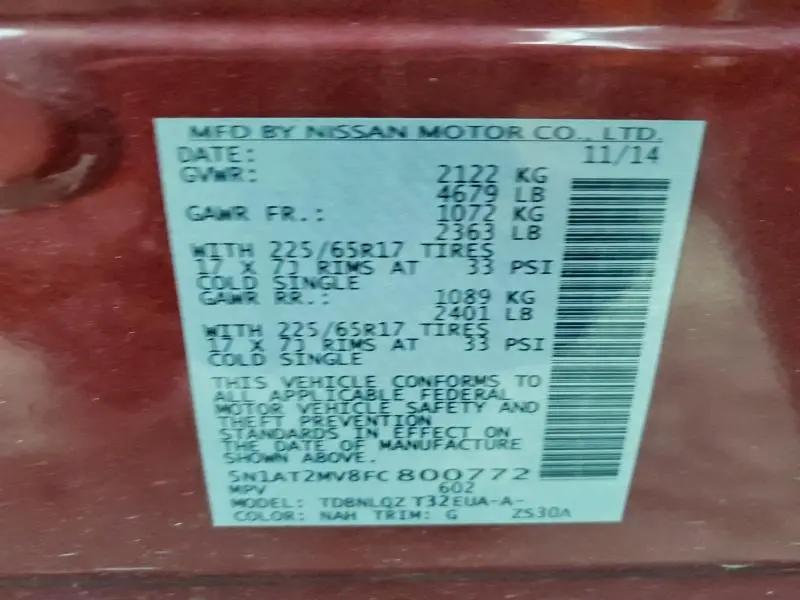 MFD BY NISSAN MOTOR CO., LTD.
DATE: 11/14
GVWR: 2122 KG
4679 LB
GAWR FR.: 1072 KG
2363 LB
WITH 225/65R17 TIRES
17 X 7J RIMS AT 33 PSI
COLD SINGLE
GAWR RR.: 1089 KG
2401 LB
WITH 225/65R17 TIRES
17 X 7J RIMS AT 33 PSI
COLD SINGLE
THIS VEHICLE CONFORMS TO
ALL APPLICABLE FEDERAL
MOTOR VEHICLE SAFETY AND
THEFT PREVENTION
STANDARDS IN EFFECT ON
THE DATE OF MANUFACTURE
SHOWN ABOVE.
5N1AT2MV8FC800772
MPV 602
MODEL: TDBNLQZ T32EUA-A-
COLOR: NAH TRIM: G ZS30A